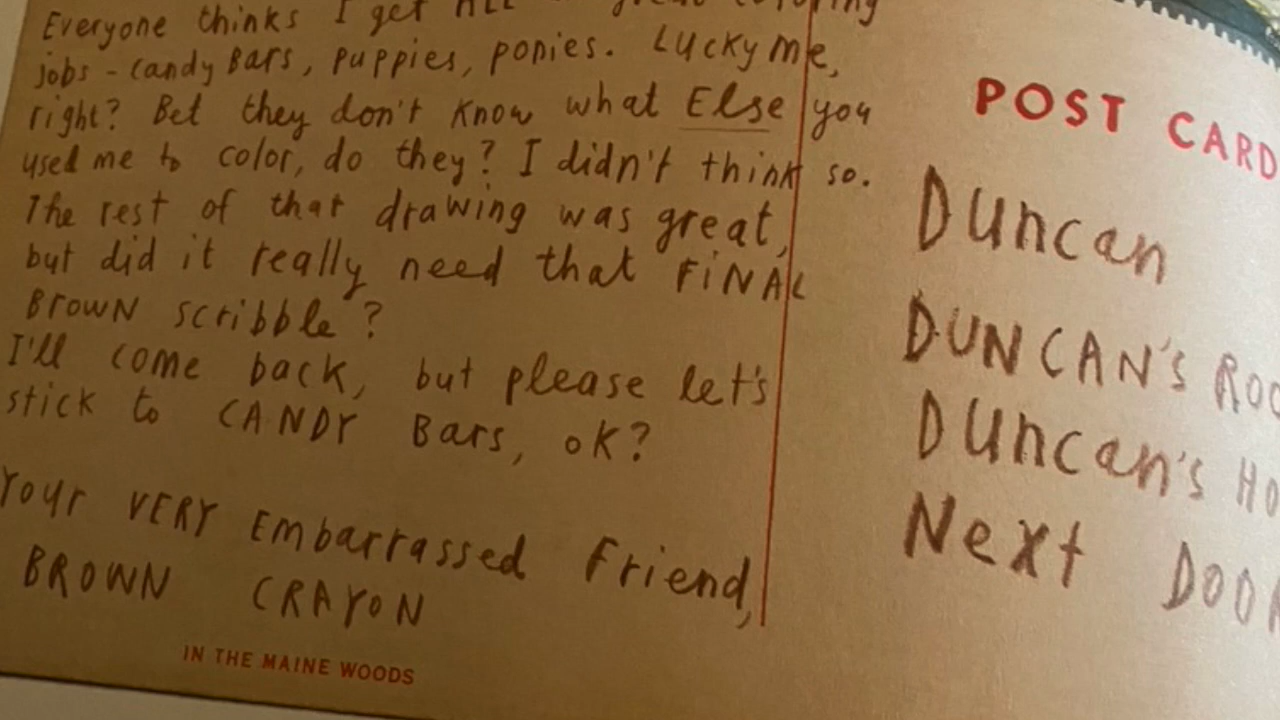 Everyone thinks I get ALL great coloring
jobs - candy Bars, puppies, ponies. Lucky me,
right? Bet they don't know what Else you
used me to color, do they? I didn't think so.
The rest of that drawing was great,
but did it really need that FiNAL
BROWN scribble?
I'll come back, but please let's
stick to CANDY Bars, oK?
Your VERY Embarrassed Friend,
BROWN CRAYON
IN THE MAINE WOODS
POST CARD
Duncan
DUNCAN's
Duncan's
Next